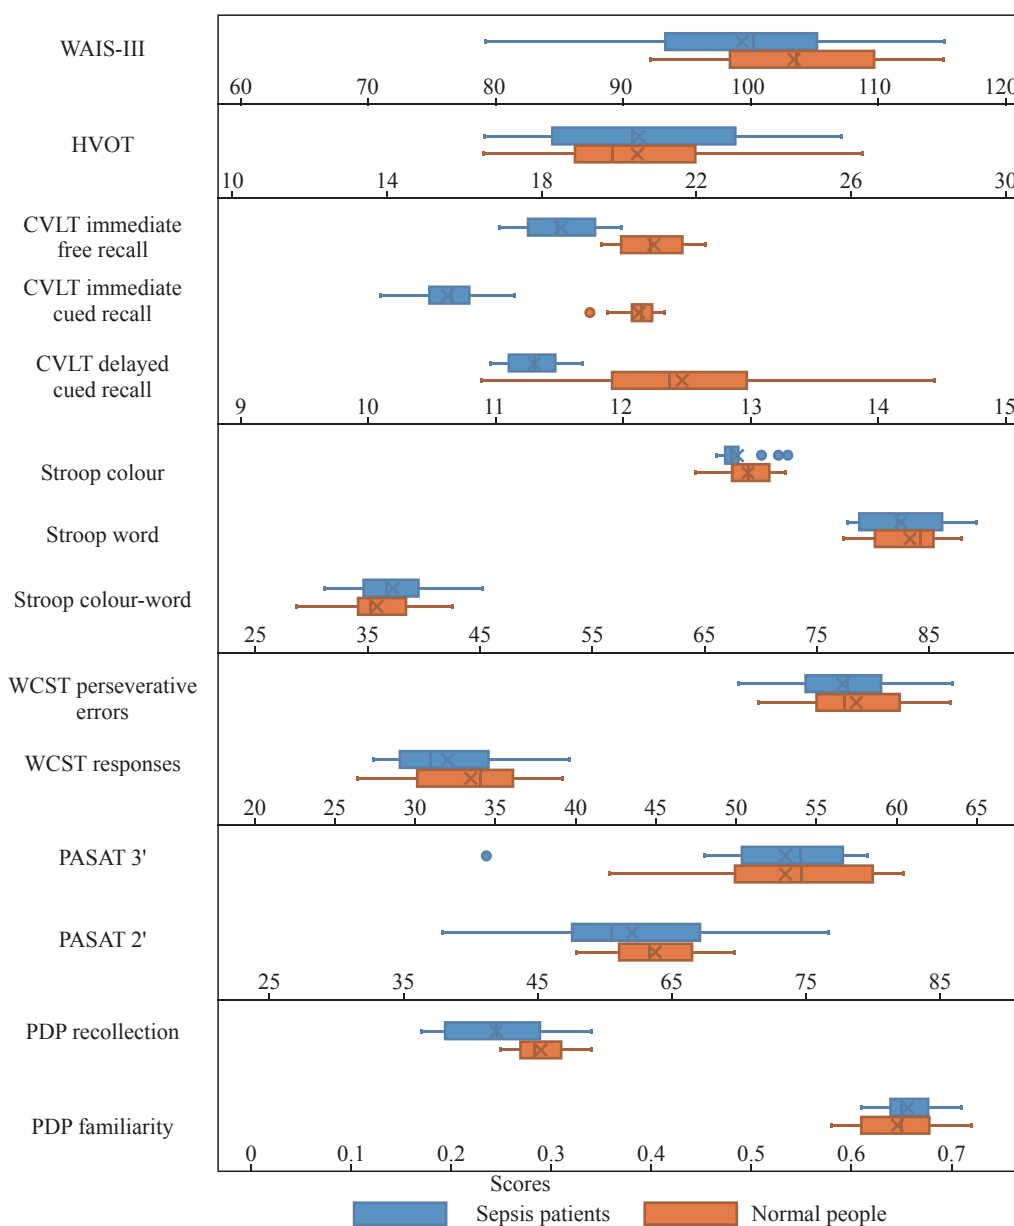 WAIS-III
60 70 80 90 100 110 120
HVOT
10 14 18 22 26 30
CVLT immediate
free recall
CVLT immediate
cued recall
CVLT delayed
cued recall
9 10 11 12 13 14 15
Stroop colour
Stroop word
Stroop colour-word
25 35 45 55 65 75 85
WCST perseverative
errors
WCST responses
20 25 30 35 40 45 50 55 60 65
PASAT 3'
PASAT 2'
25 35 45 65 75 85
PDP recollection
PDP familiarity
0 0.1 0.2 0.3 0.4 0.5 0.6 0.7
Scores
Sepsis patients Normal people